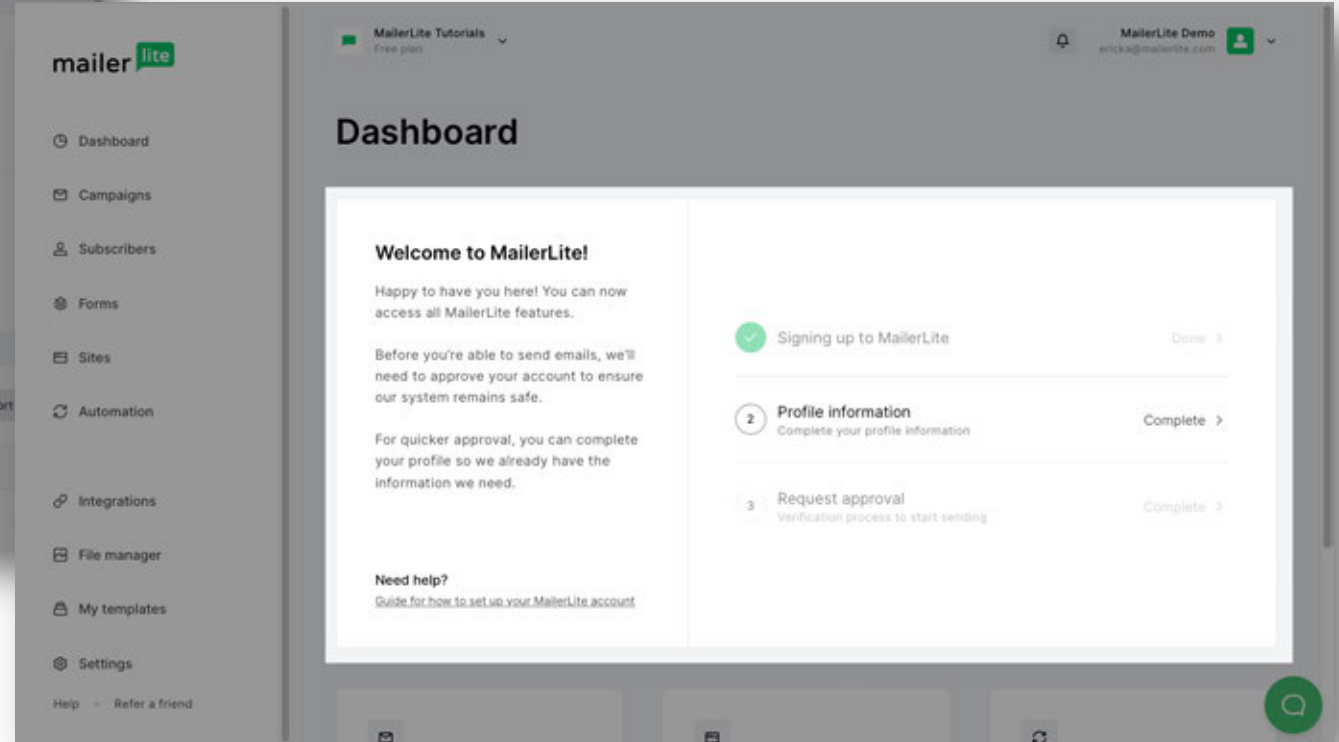 mailer lite
MailerLite Tutorials
Free plan
MailerLite Demo
ericka@mailerlite.com
Dashboard
Campaigns
Subscribers
Forms
Sites
Automation
Integrations
File manager
My templates
Settings
Help
Refer a friend
Dashboard
Welcome to MailerLite!
Happy to have you here! You can now
access all MailerLite features.
Before you're able to send emails, we'll
need to approve your account to ensure
our system remains safe.
For quicker approval, you can complete
your profile so we already have the
information we need.
Need help?
Guide for how to set up your MailerLite account
Signing up to MailerLite
Done >
2
Profile information
Complete your profile information
Complete >
3
Request approval
Verification process to start sending
Complete >